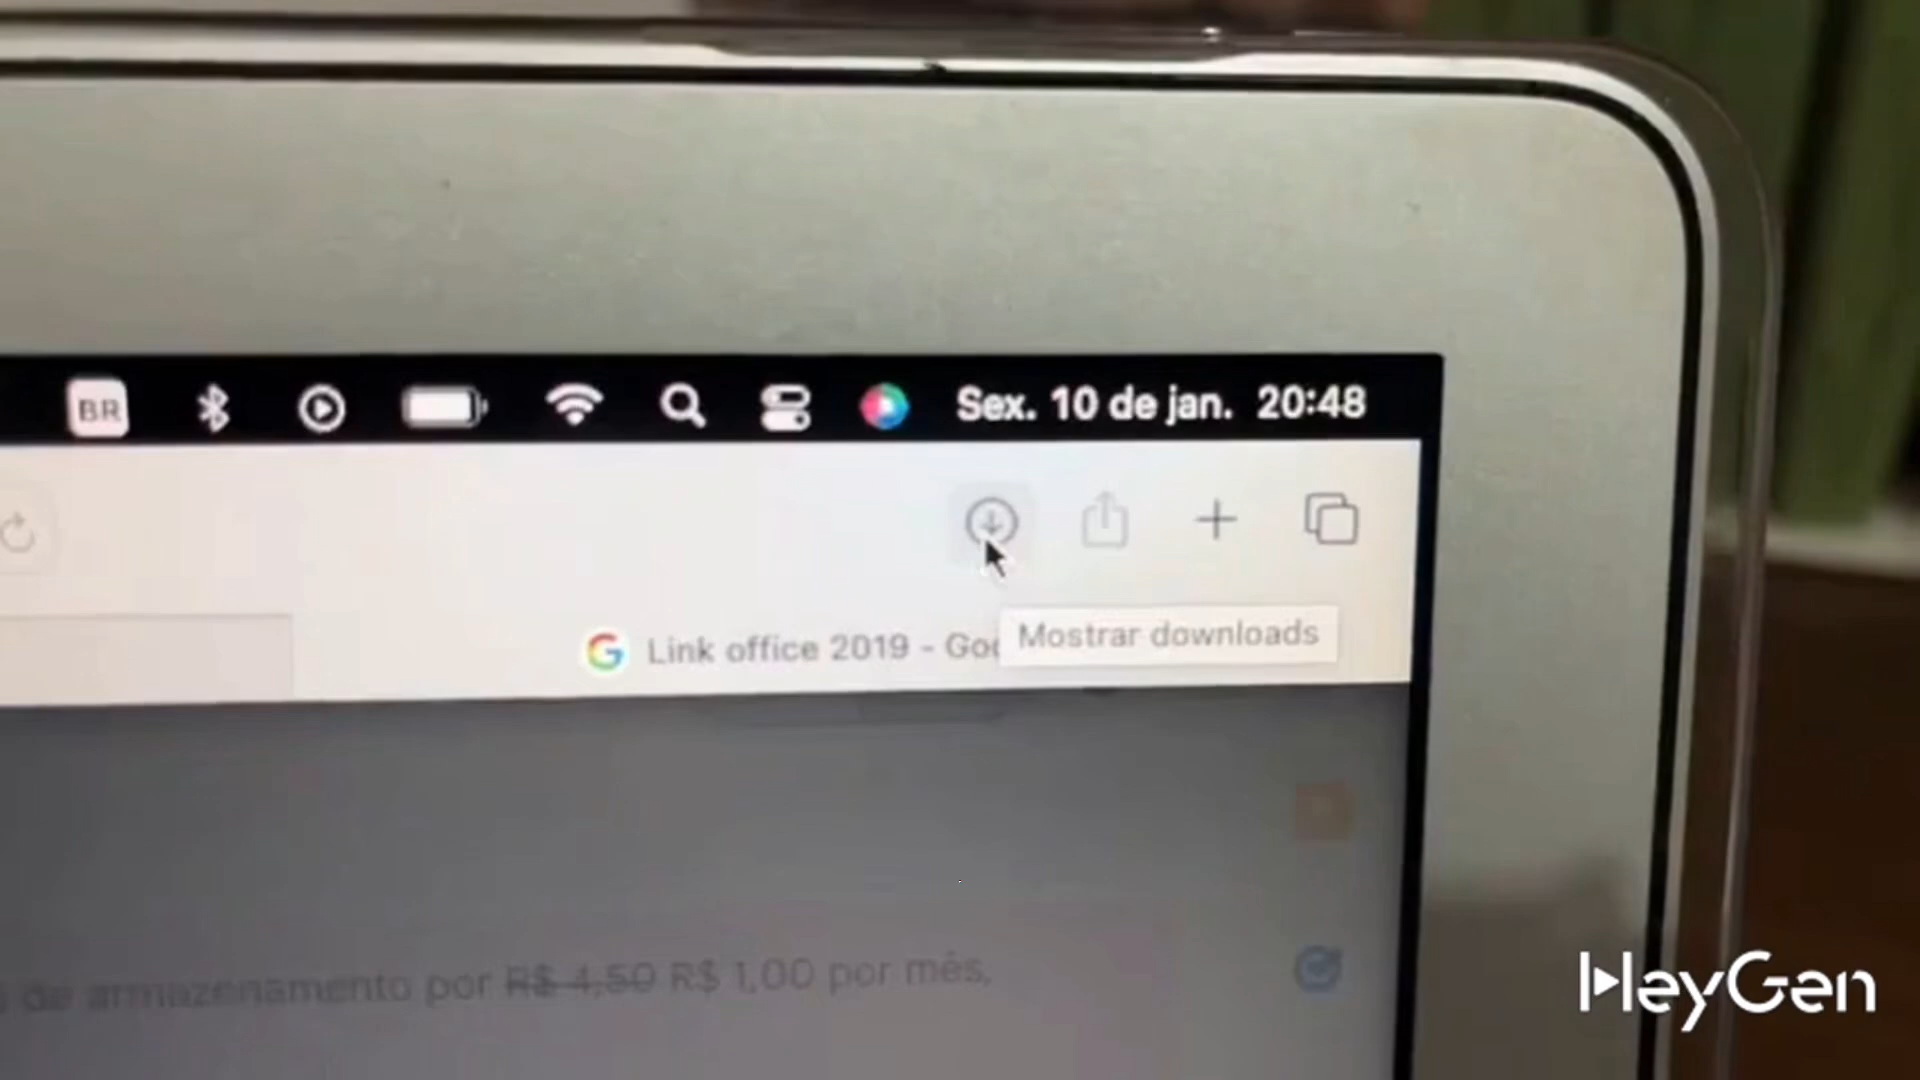 BR Sex. 10 de jan. 20:48
Link office 2019 - Goo
Mostrar downloads
de armazenamento por R$ 4,50 R$ 1,00 por mês,
HeyGen